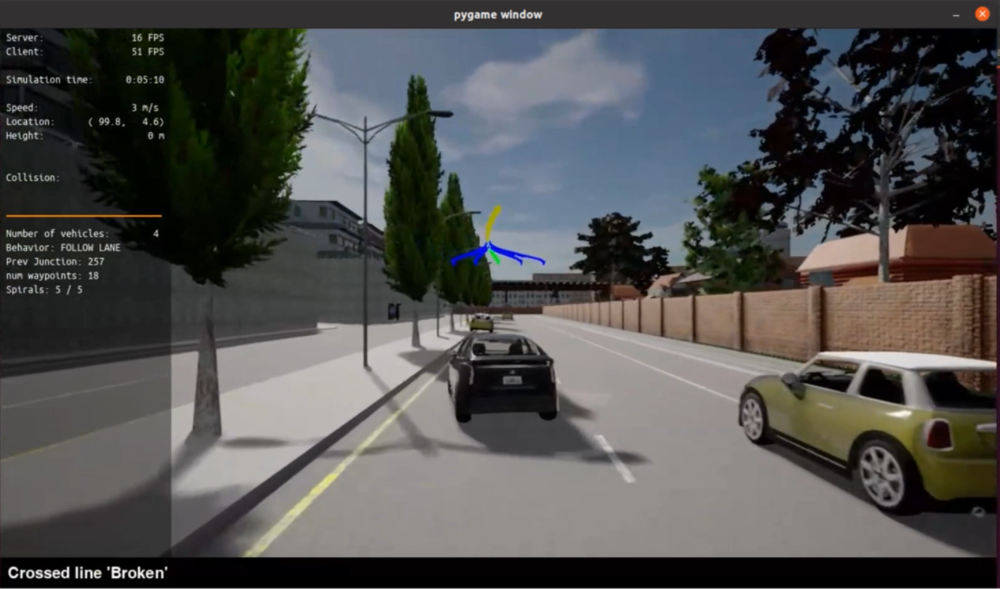 pygame window
Server: 16 FPS
Client: 51 FPS
Simulation time: 0:05:10
Speed: 3 m/s
Location: ( 99.8, 4.6)
Height: 0 m
Collision:
Number of vehicles: 4
Behavior: FOLLOW LANE
Prev Junction: 257
num waypoints: 18
Spirals: 5 / 5
Crossed line 'Broken'